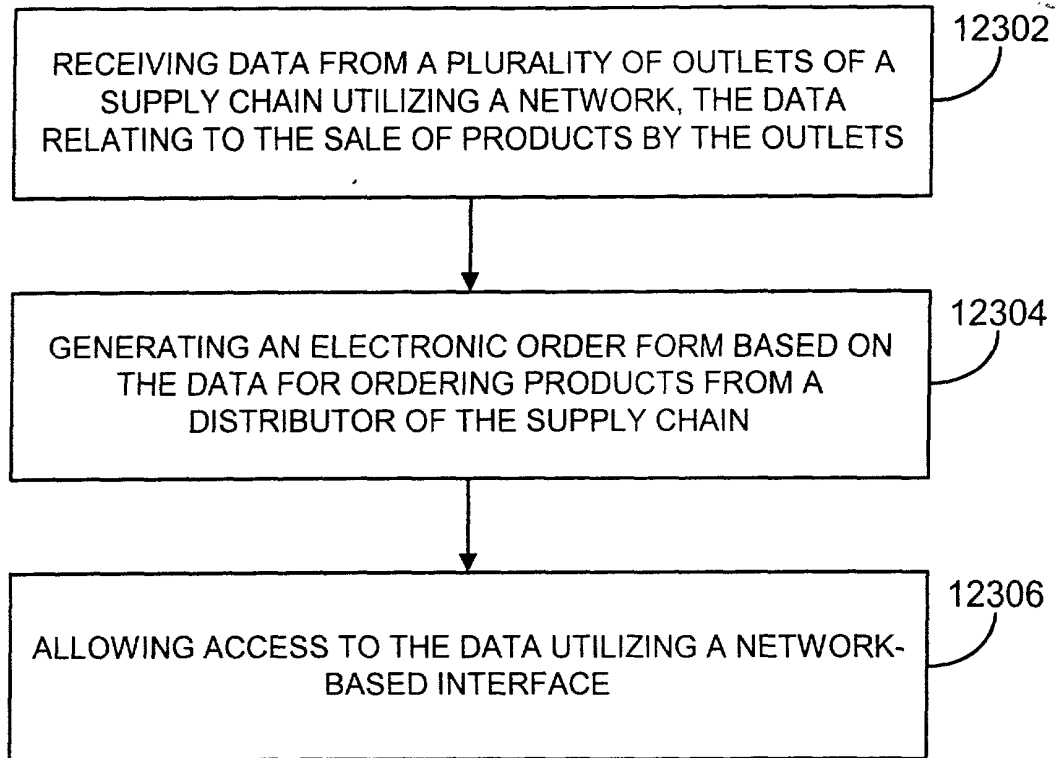 12302
RECEIVING DATA FROM A PLURALITY OF OUTLETS OF A
SUPPLY CHAIN UTILIZING A NETWORK, THE DATA
RELATING TO THE SALE OF PRODUCTS BY THE OUTLETS
12304
GENERATING AN ELECTRONIC ORDER FORM BASED ON
THE DATA FOR ORDERING PRODUCTS FROM A
DISTRIBUTOR OF THE SUPPLY CHAIN
12306
ALLOWING ACCESS TO THE DATA UTILIZING A NETWORK-
BASED INTERFACE